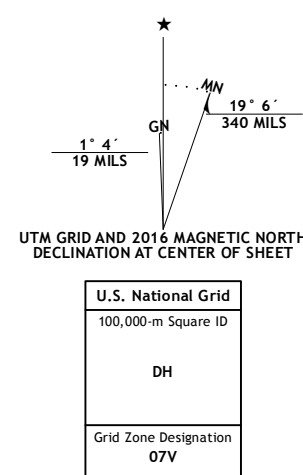 ★
MN
GN
19° 6´
340 MILS
1° 4´
19 MILS
UTM GRID AND 2016 MAGNETIC NORTH
DECLINATION AT CENTER OF SHEET
U.S. National Grid
100,000-m Square ID
DH
Grid Zone Designation
07V